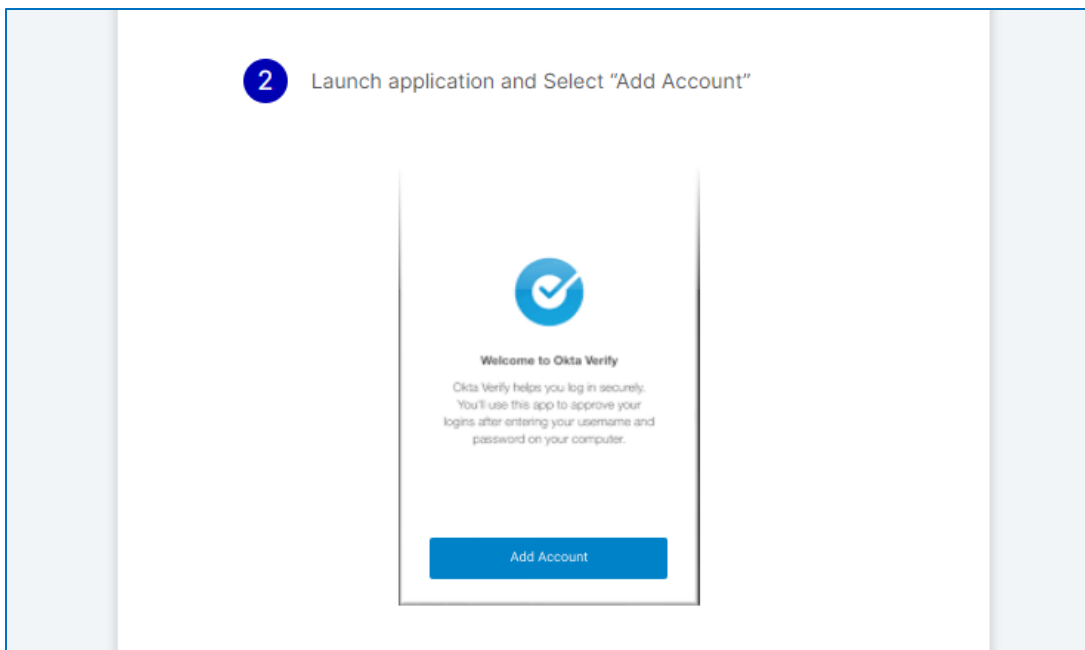 2
Launch application and Select “Add Account”
Welcome to Okta Verify
Okta Verify helps you log in securely.
You'll use this app to approve your
logins after entering your username and
password on your computer.
Add Account